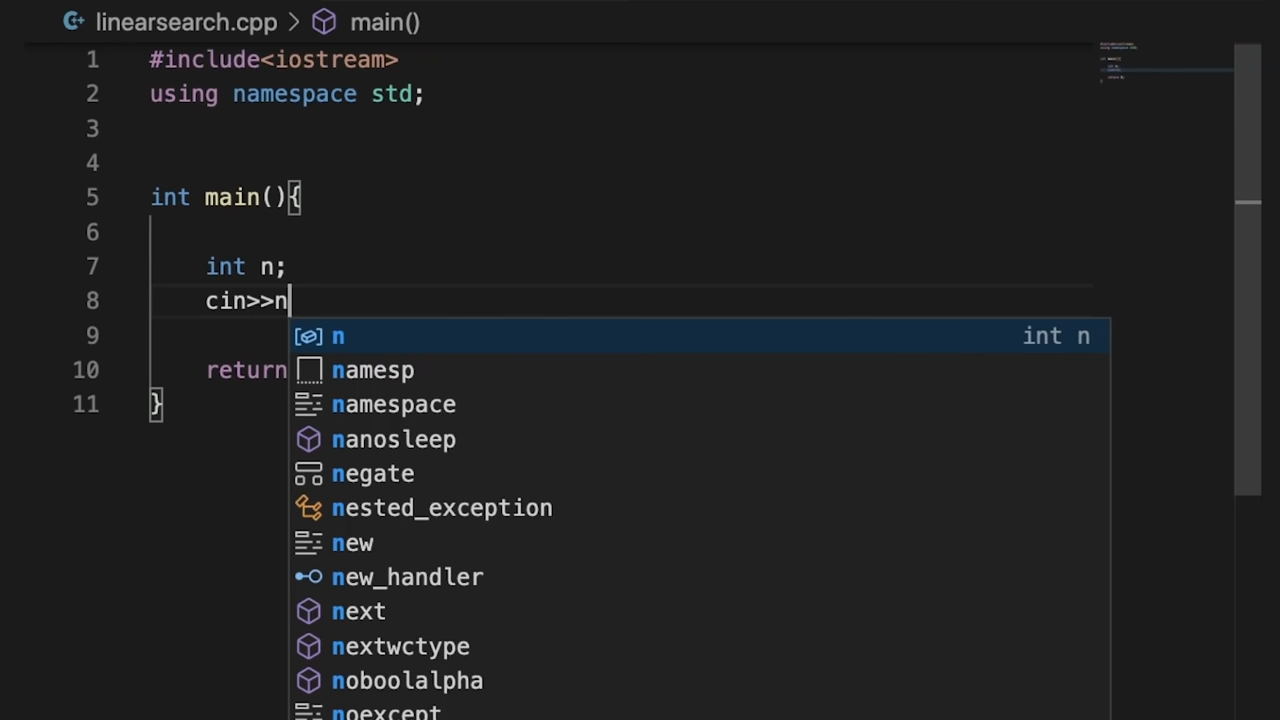 linearsearch.cpp > main()
1 #include<iostream>
2 using namespace std;
3
4
5 int main(){
6
7 int n;
8 cin>>n
9
10 return
11 }
n int n
namesp
namespace
nanosleep
negate
nested_exception
new
new_handler
next
nextwctype
noboolalpha
noexcept